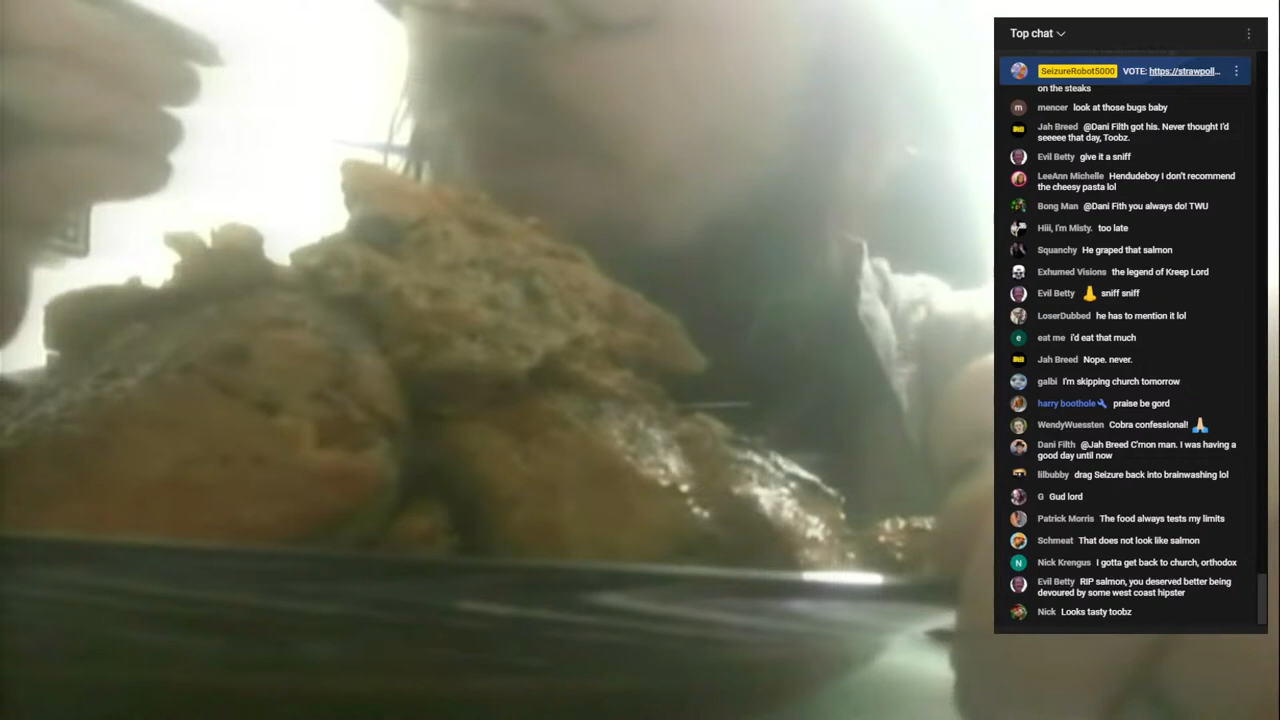 Top chat
SeizureRobot5000 VOTE: https://strawpoll...
on the steaks
mencer look at those bugs baby
Jah Breed @Dani Filth got his. Never thought I'd
seeeee that day, Toobz.
Evil Betty give it a sniff
LeeAnn Michelle Hendudeboy I don't recommend
the cheesy pasta lol
Bong Man @Dani Fith you always do! TWU
Hiii, I'm Misty. too late
Squanchy He graped that salmon
Exhumed Visions the legend of Kreep Lord
Evil Betty 👃 sniff sniff
LoserDubbed he has to mention it lol
eat me i'd eat that much
Jah Breed Nope. never.
galbi I'm skipping church tomorrow
harry boothole praise be gord
WendyWuessten Cobra confessional! 🙏
Dani Filth @Jah Breed C'mon man. I was having a
good day until now
lilbubby drag Seizure back into brainwashing lol
G Gud lord
Patrick Morris The food always tests my limits
Schmeat That does not look like salmon
N Nick Krengus I gotta get back to church, orthodox
Evil Betty RIP salmon, you deserved better being
devoured by some west coast hipster
Nick Looks tasty toobz